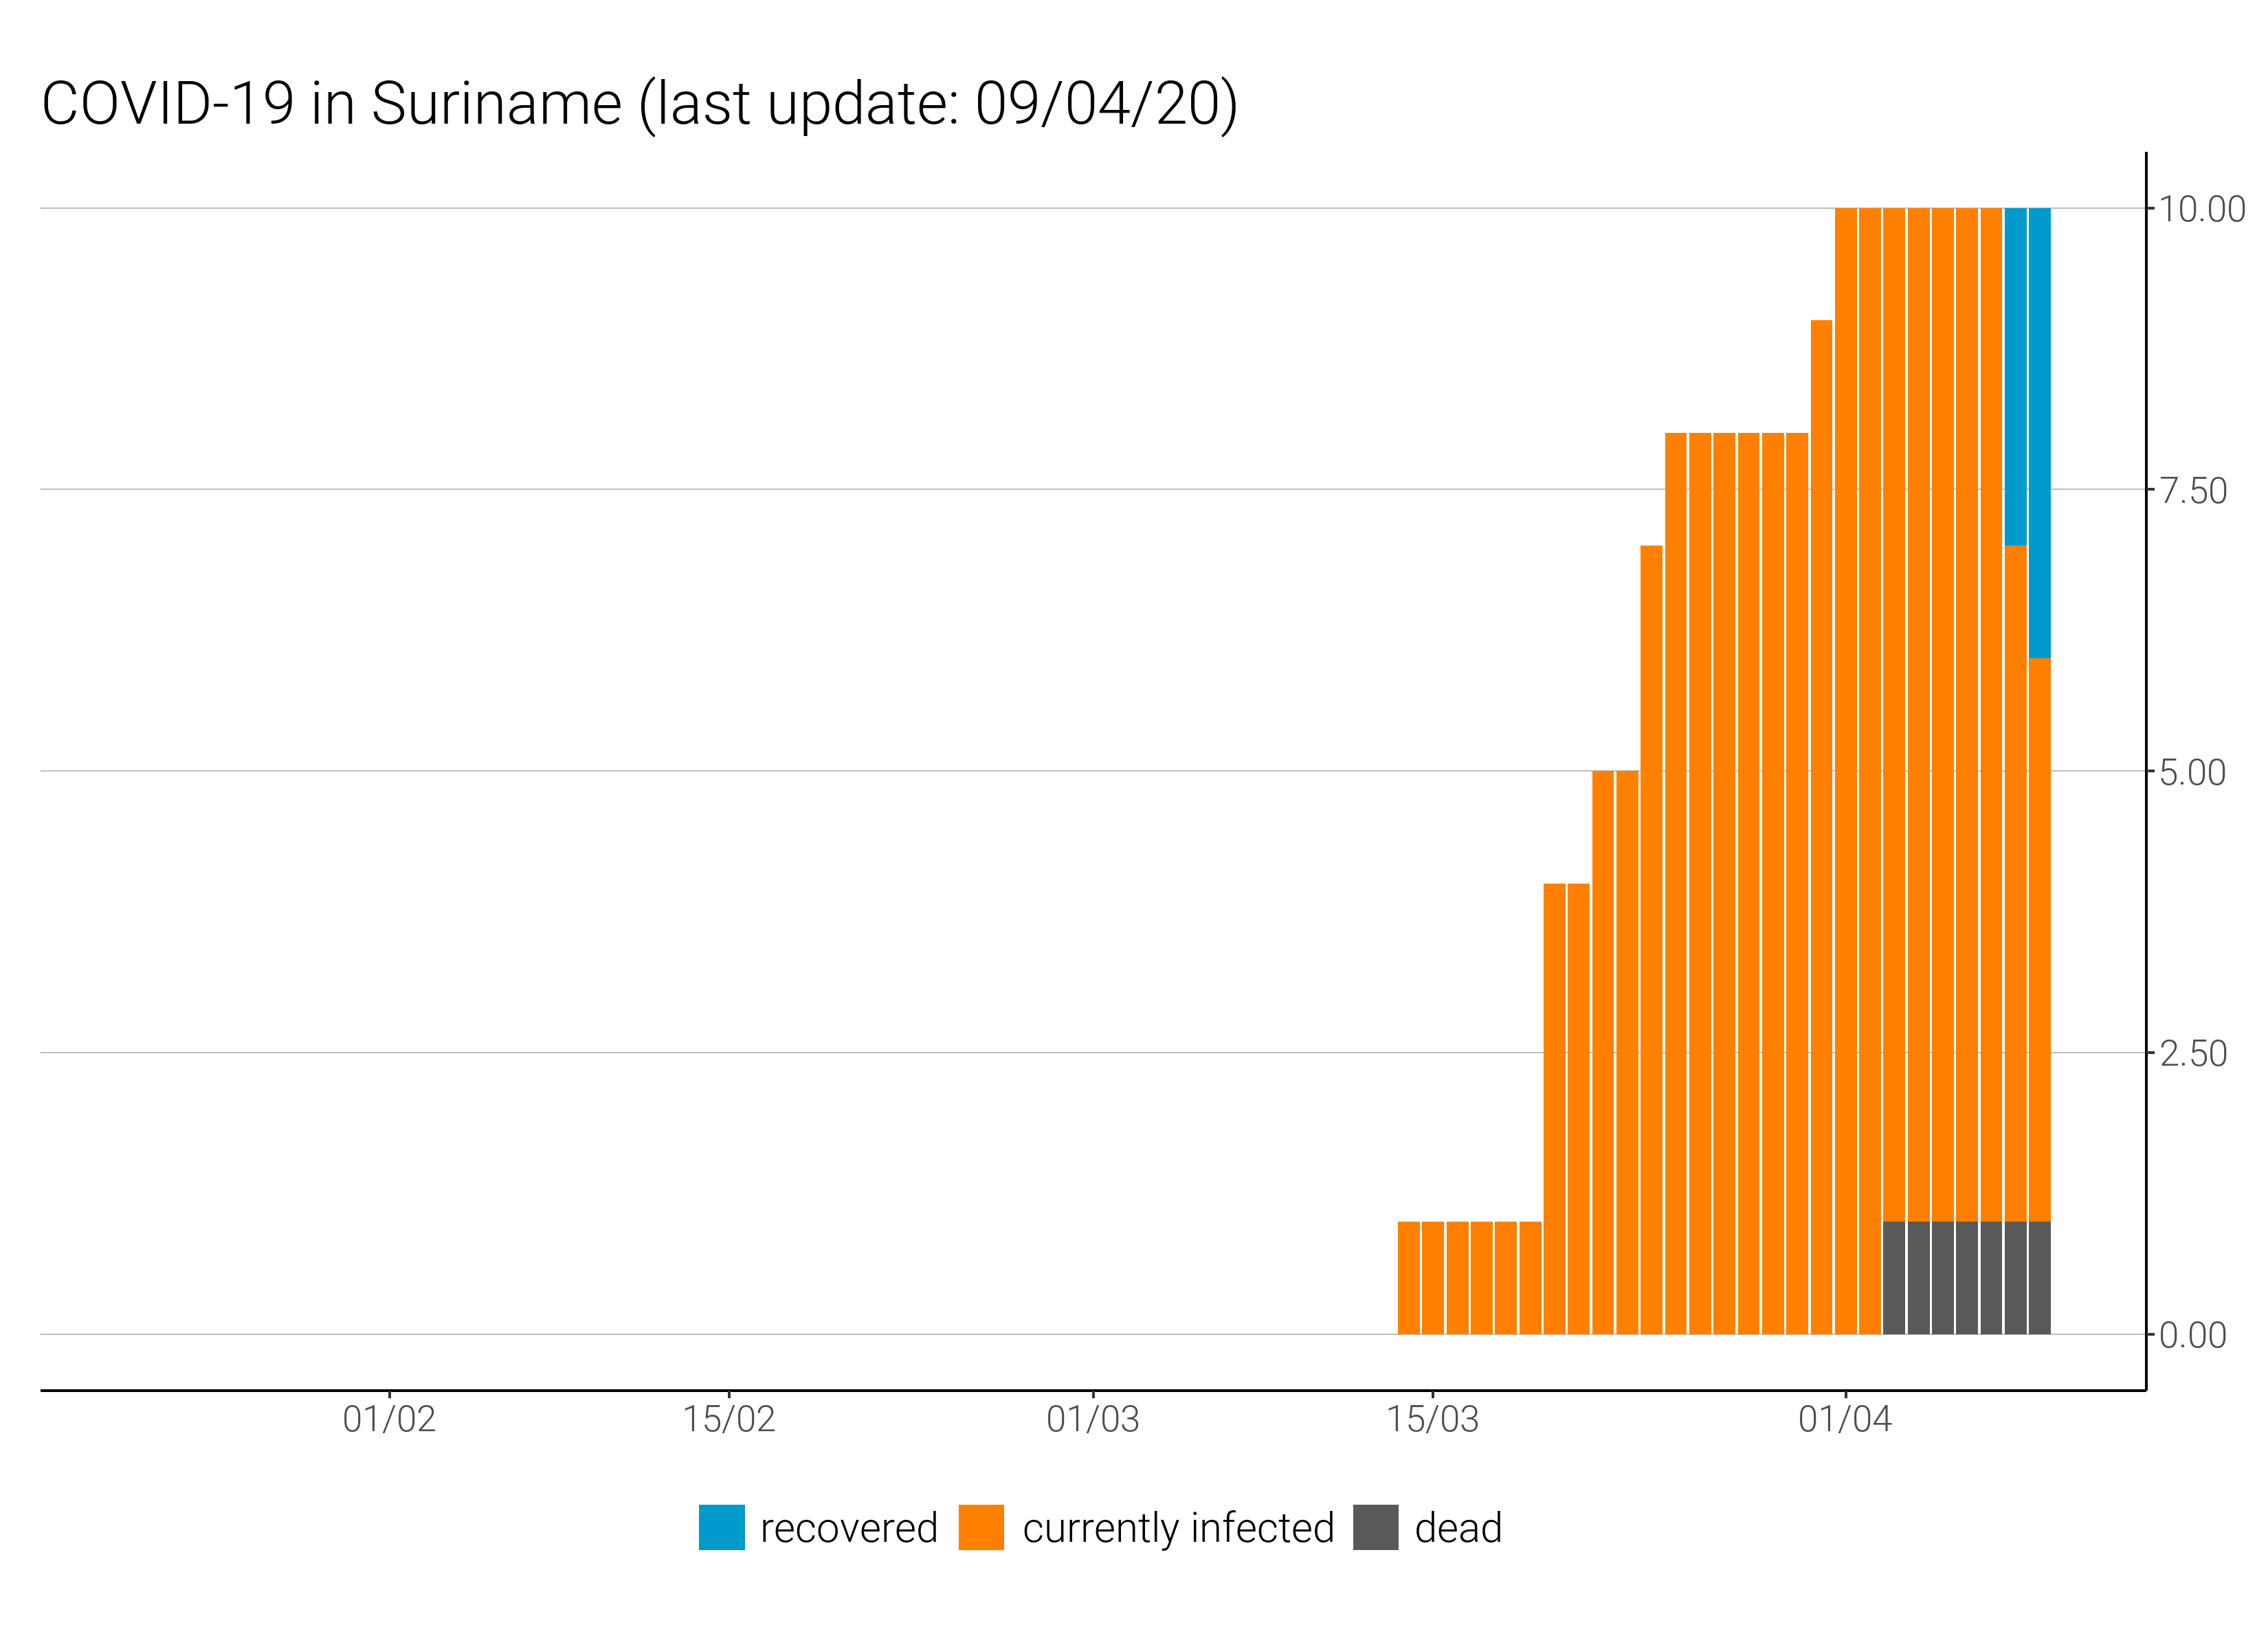 COVID-19 in Suriname (last update: 09/04/20)
10.00
7.50
5.00
2.50
0.00
01/02 15/02 01/03 15/03 01/04
recovered currently infected dead